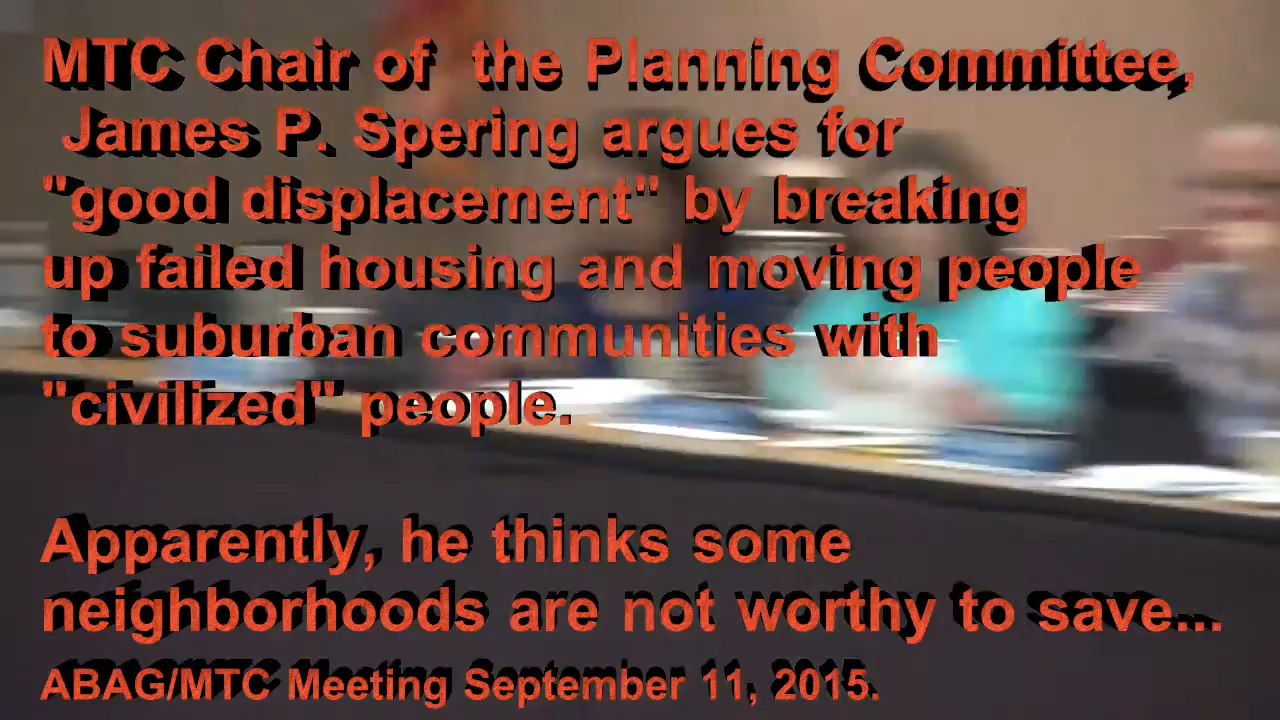 MTC Chair of the Planning Committee,
James P. Spering argues for
"good displacement" by breaking
up failed housing and moving people
to suburban communities with
"civilized" people.
Apparently, he thinks some
neighborhoods are not worthy to save...
ABAG/MTC Meeting September 11, 2015.